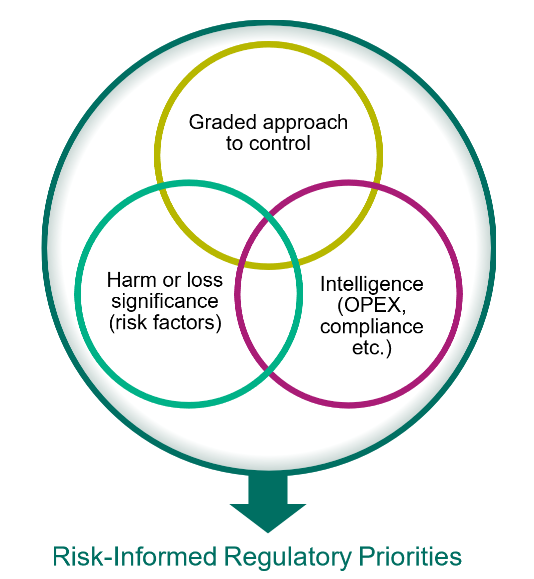 Graded approach
to control
Harm or loss
significance
(risk factors)
Intelligence
(OPEX,
compliance
etc.)
Risk-Informed Regulatory Priorities